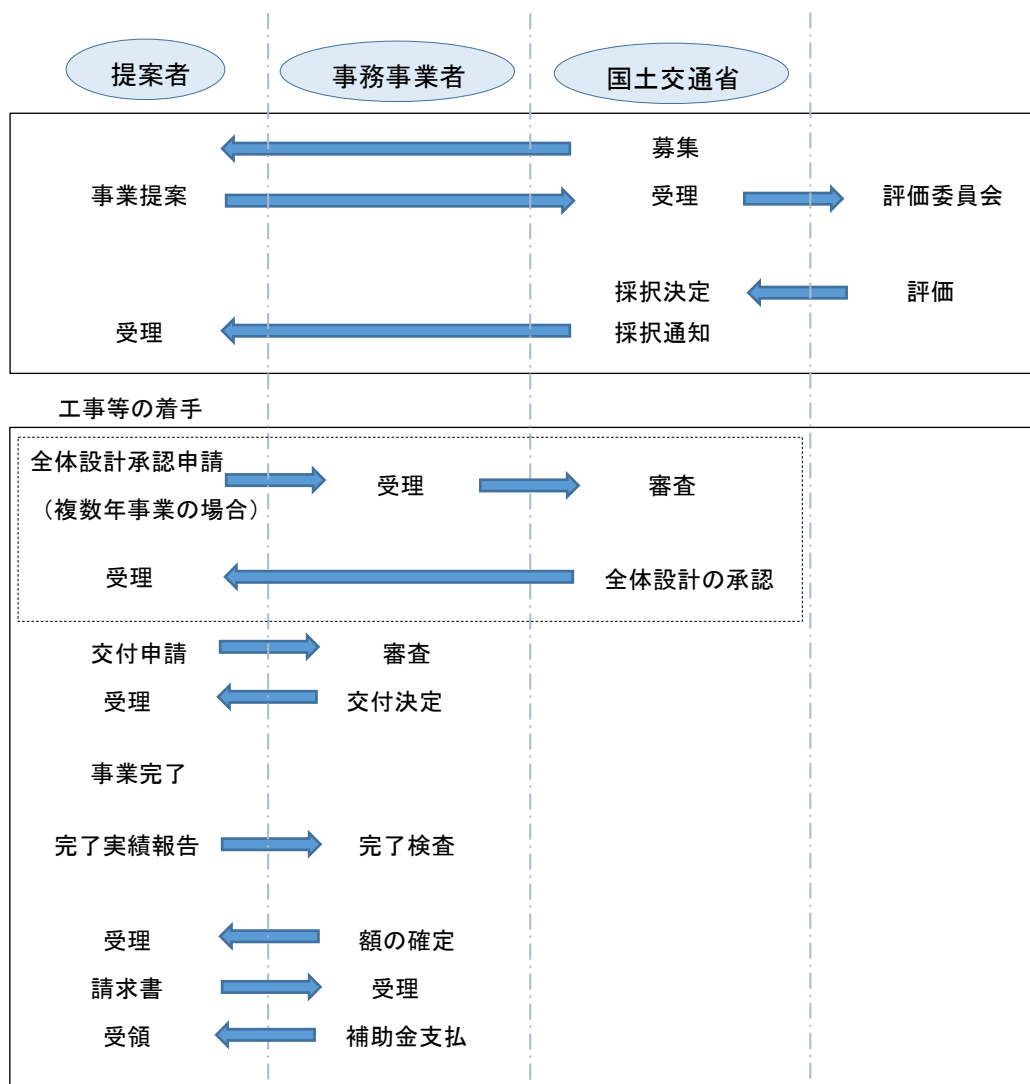 提案者 事務事業者 国土交通省
募集
事業提案 受理 評価委員会
採択決定 評価
受理 採択通知
工事等の着手
全体設計承認申請 受理 審査
（複数年事業の場合）
受理 全体設計の承認
交付申請 審査
受理 交付決定
事業完了
完了実績報告 完了検査
受理 額の確定
請求書 受理
受領 補助金支払